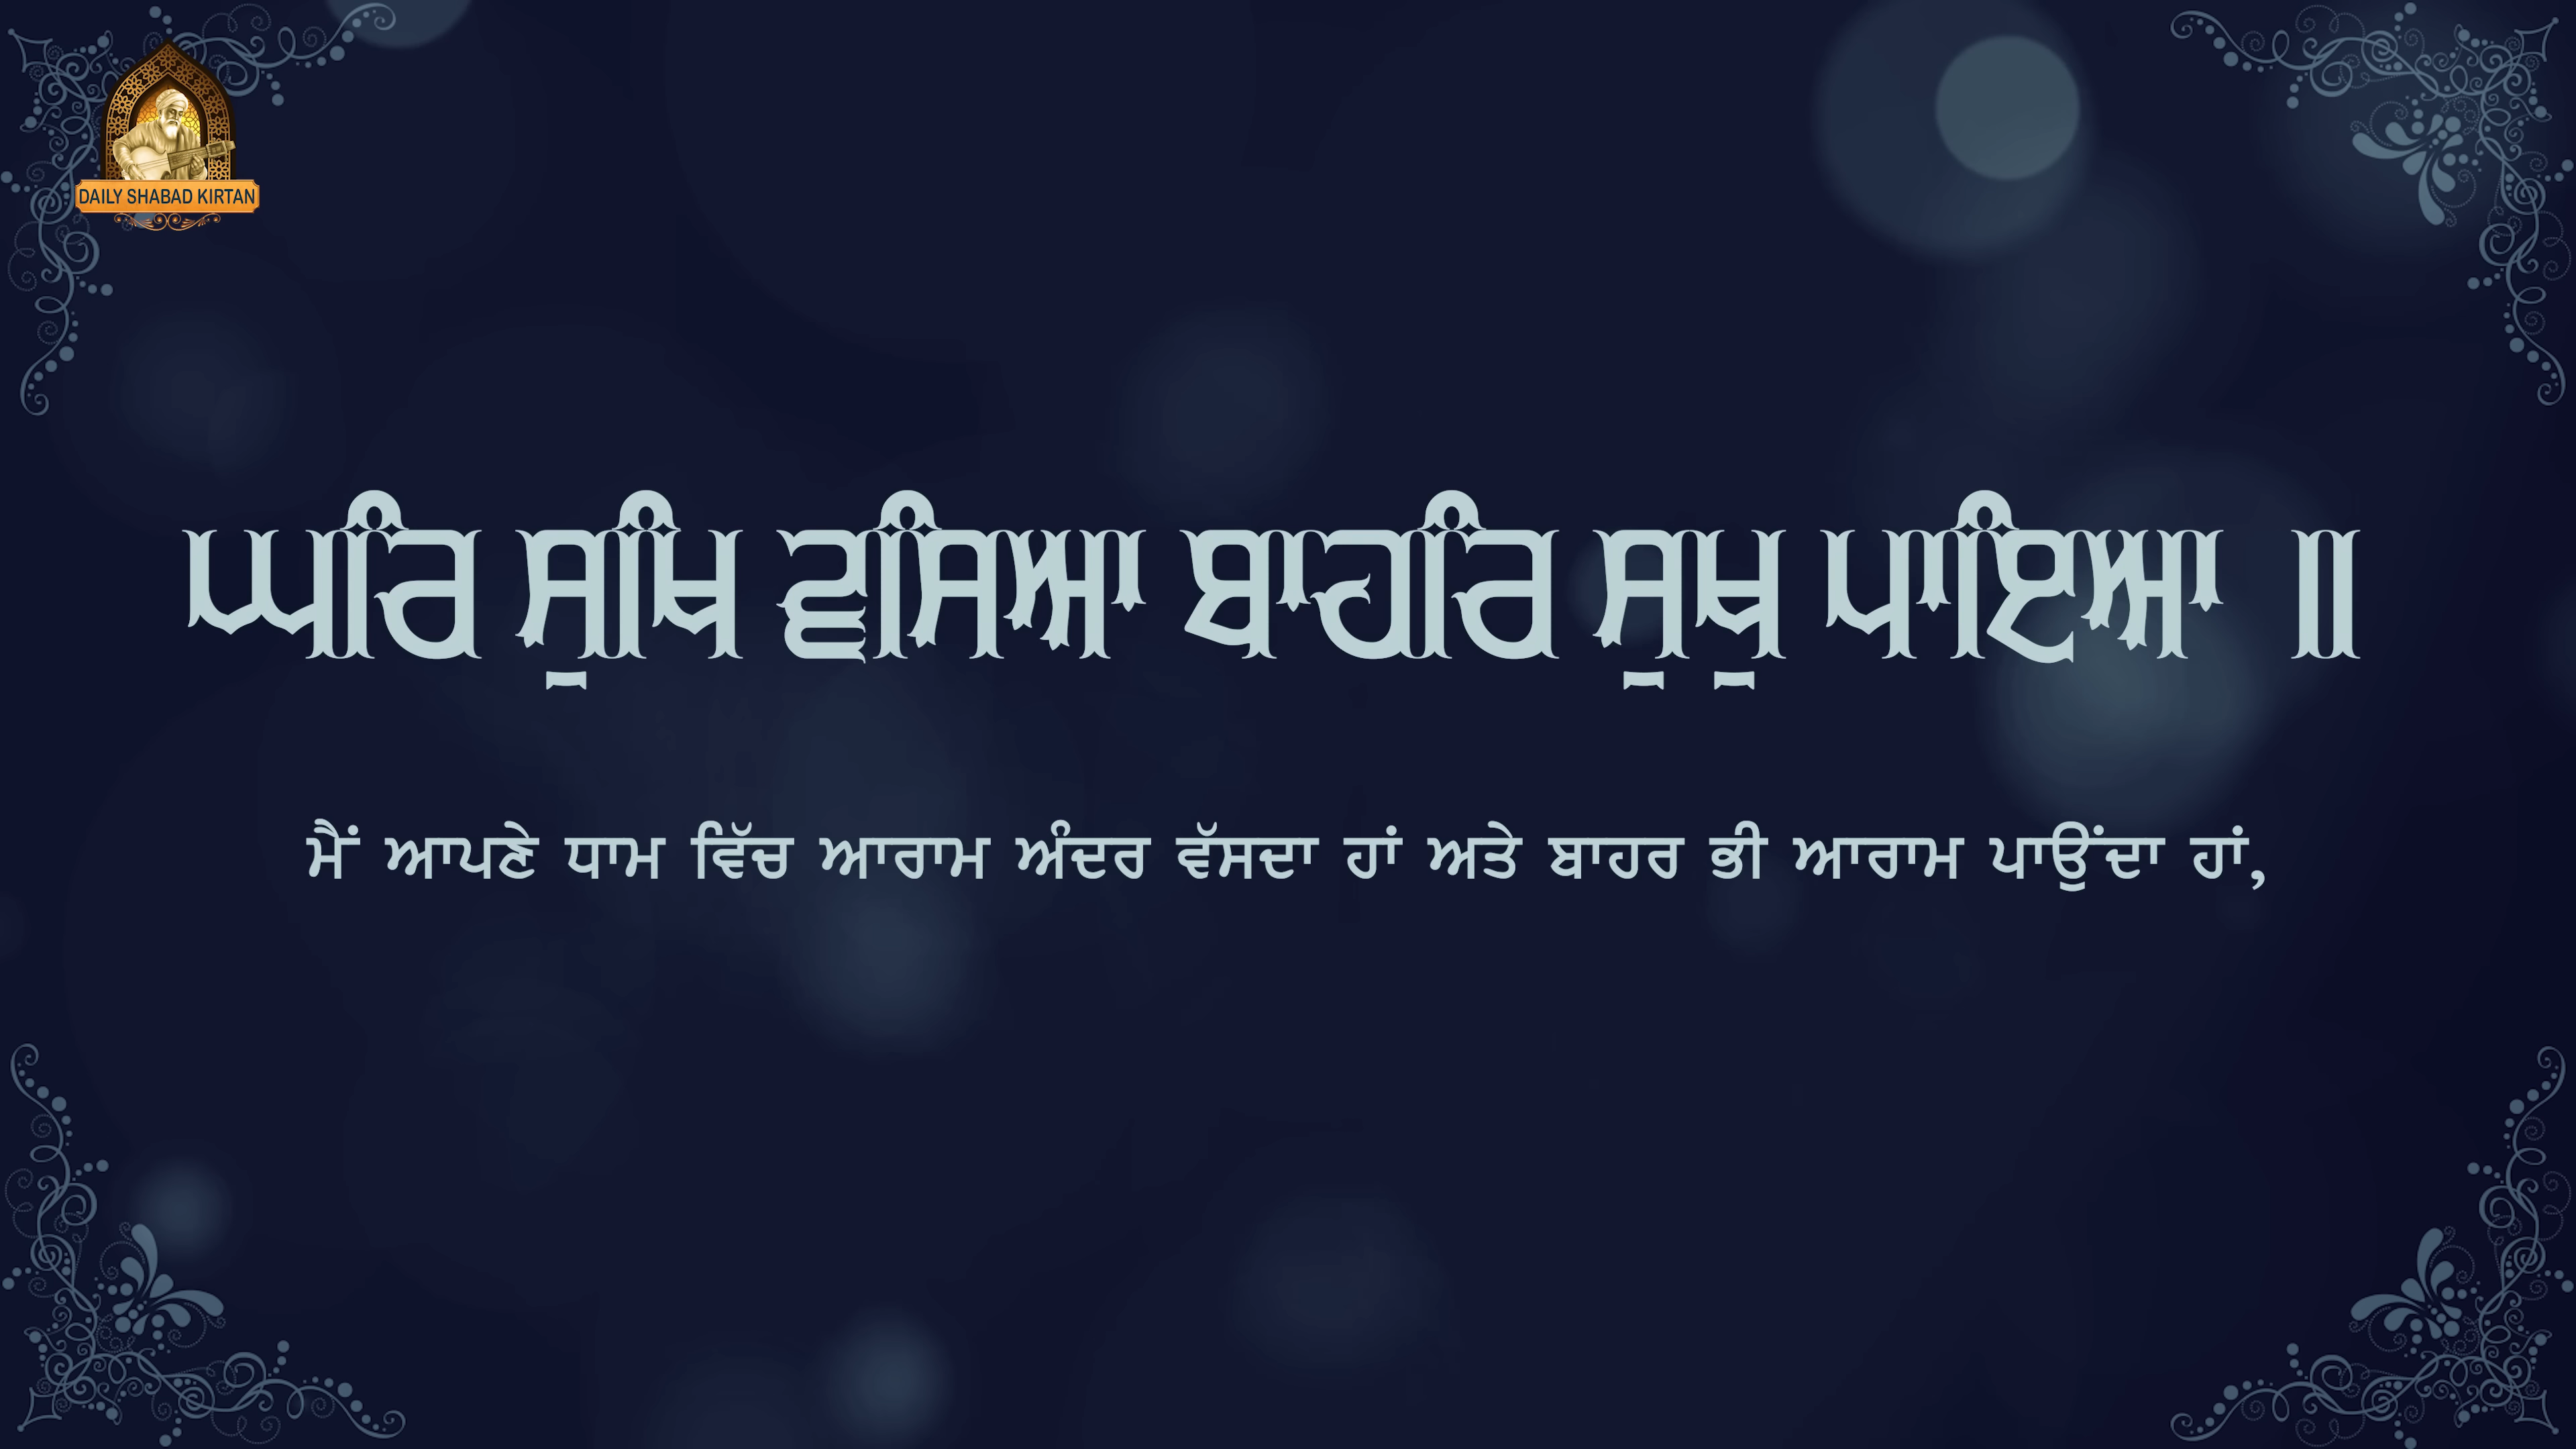 DAILY SHABAD KIRTAN
ਘਰਿ ਸੁਖਿ ਵਸਿਆ ਬਾਹਰਿ ਸੁਖੁ ਪਾਇਆ ॥
ਮੈਂ ਆਪਣੇ ਧਾਮ ਵਿੱਚ ਆਰਾਮ ਅੰਦਰ ਵੱਸਦਾ ਹਾਂ ਅਤੇ ਬਾਹਰ ਭੀ ਆਰਾਮ ਪਾਉਂਦਾ ਹਾਂ,